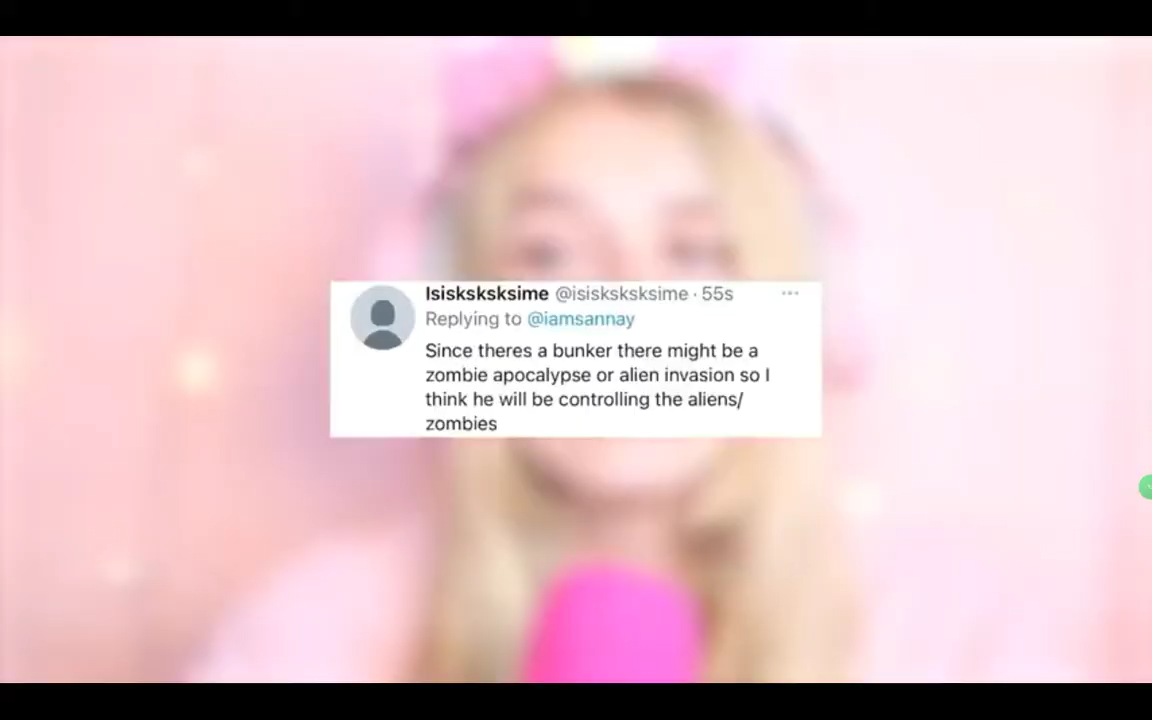 Isisksksksime @isisksksksime · 55s
Replying to @iamsannay
Since theres a bunker there might be a
zombie apocalypse or alien invasion so I
think he will be controlling the aliens/
zombies